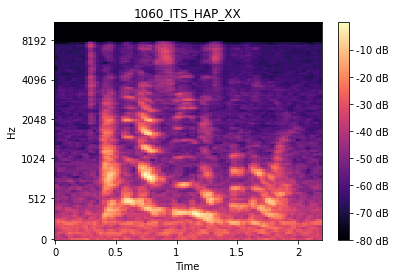 1060_ITS_HAP_XX
8192
4096
2048
1024
512
0
Hz
0
0.5
1
1.5
2
Time
-10 dB
-20 dB
-30 dB
-40 dB
-50 dB
-60 dB
-70 dB
-80 dB